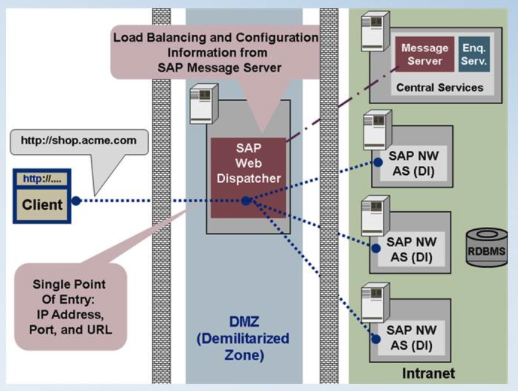 Load Balancing and Configuration
Information from
SAP Message Server
Message
Server
Enq.
Serv.
Central Services
http://shop.acme.com
http://....
Client
SAP
Web
Dispatcher
SAP NW
AS (DI)
SAP NW
AS (DI)
RDBMS
SAP NW
AS (DI)
Single Point
Of Entry:
IP Address,
Port, and URL
DMZ
(Demilitarized
Zone)
Intranet